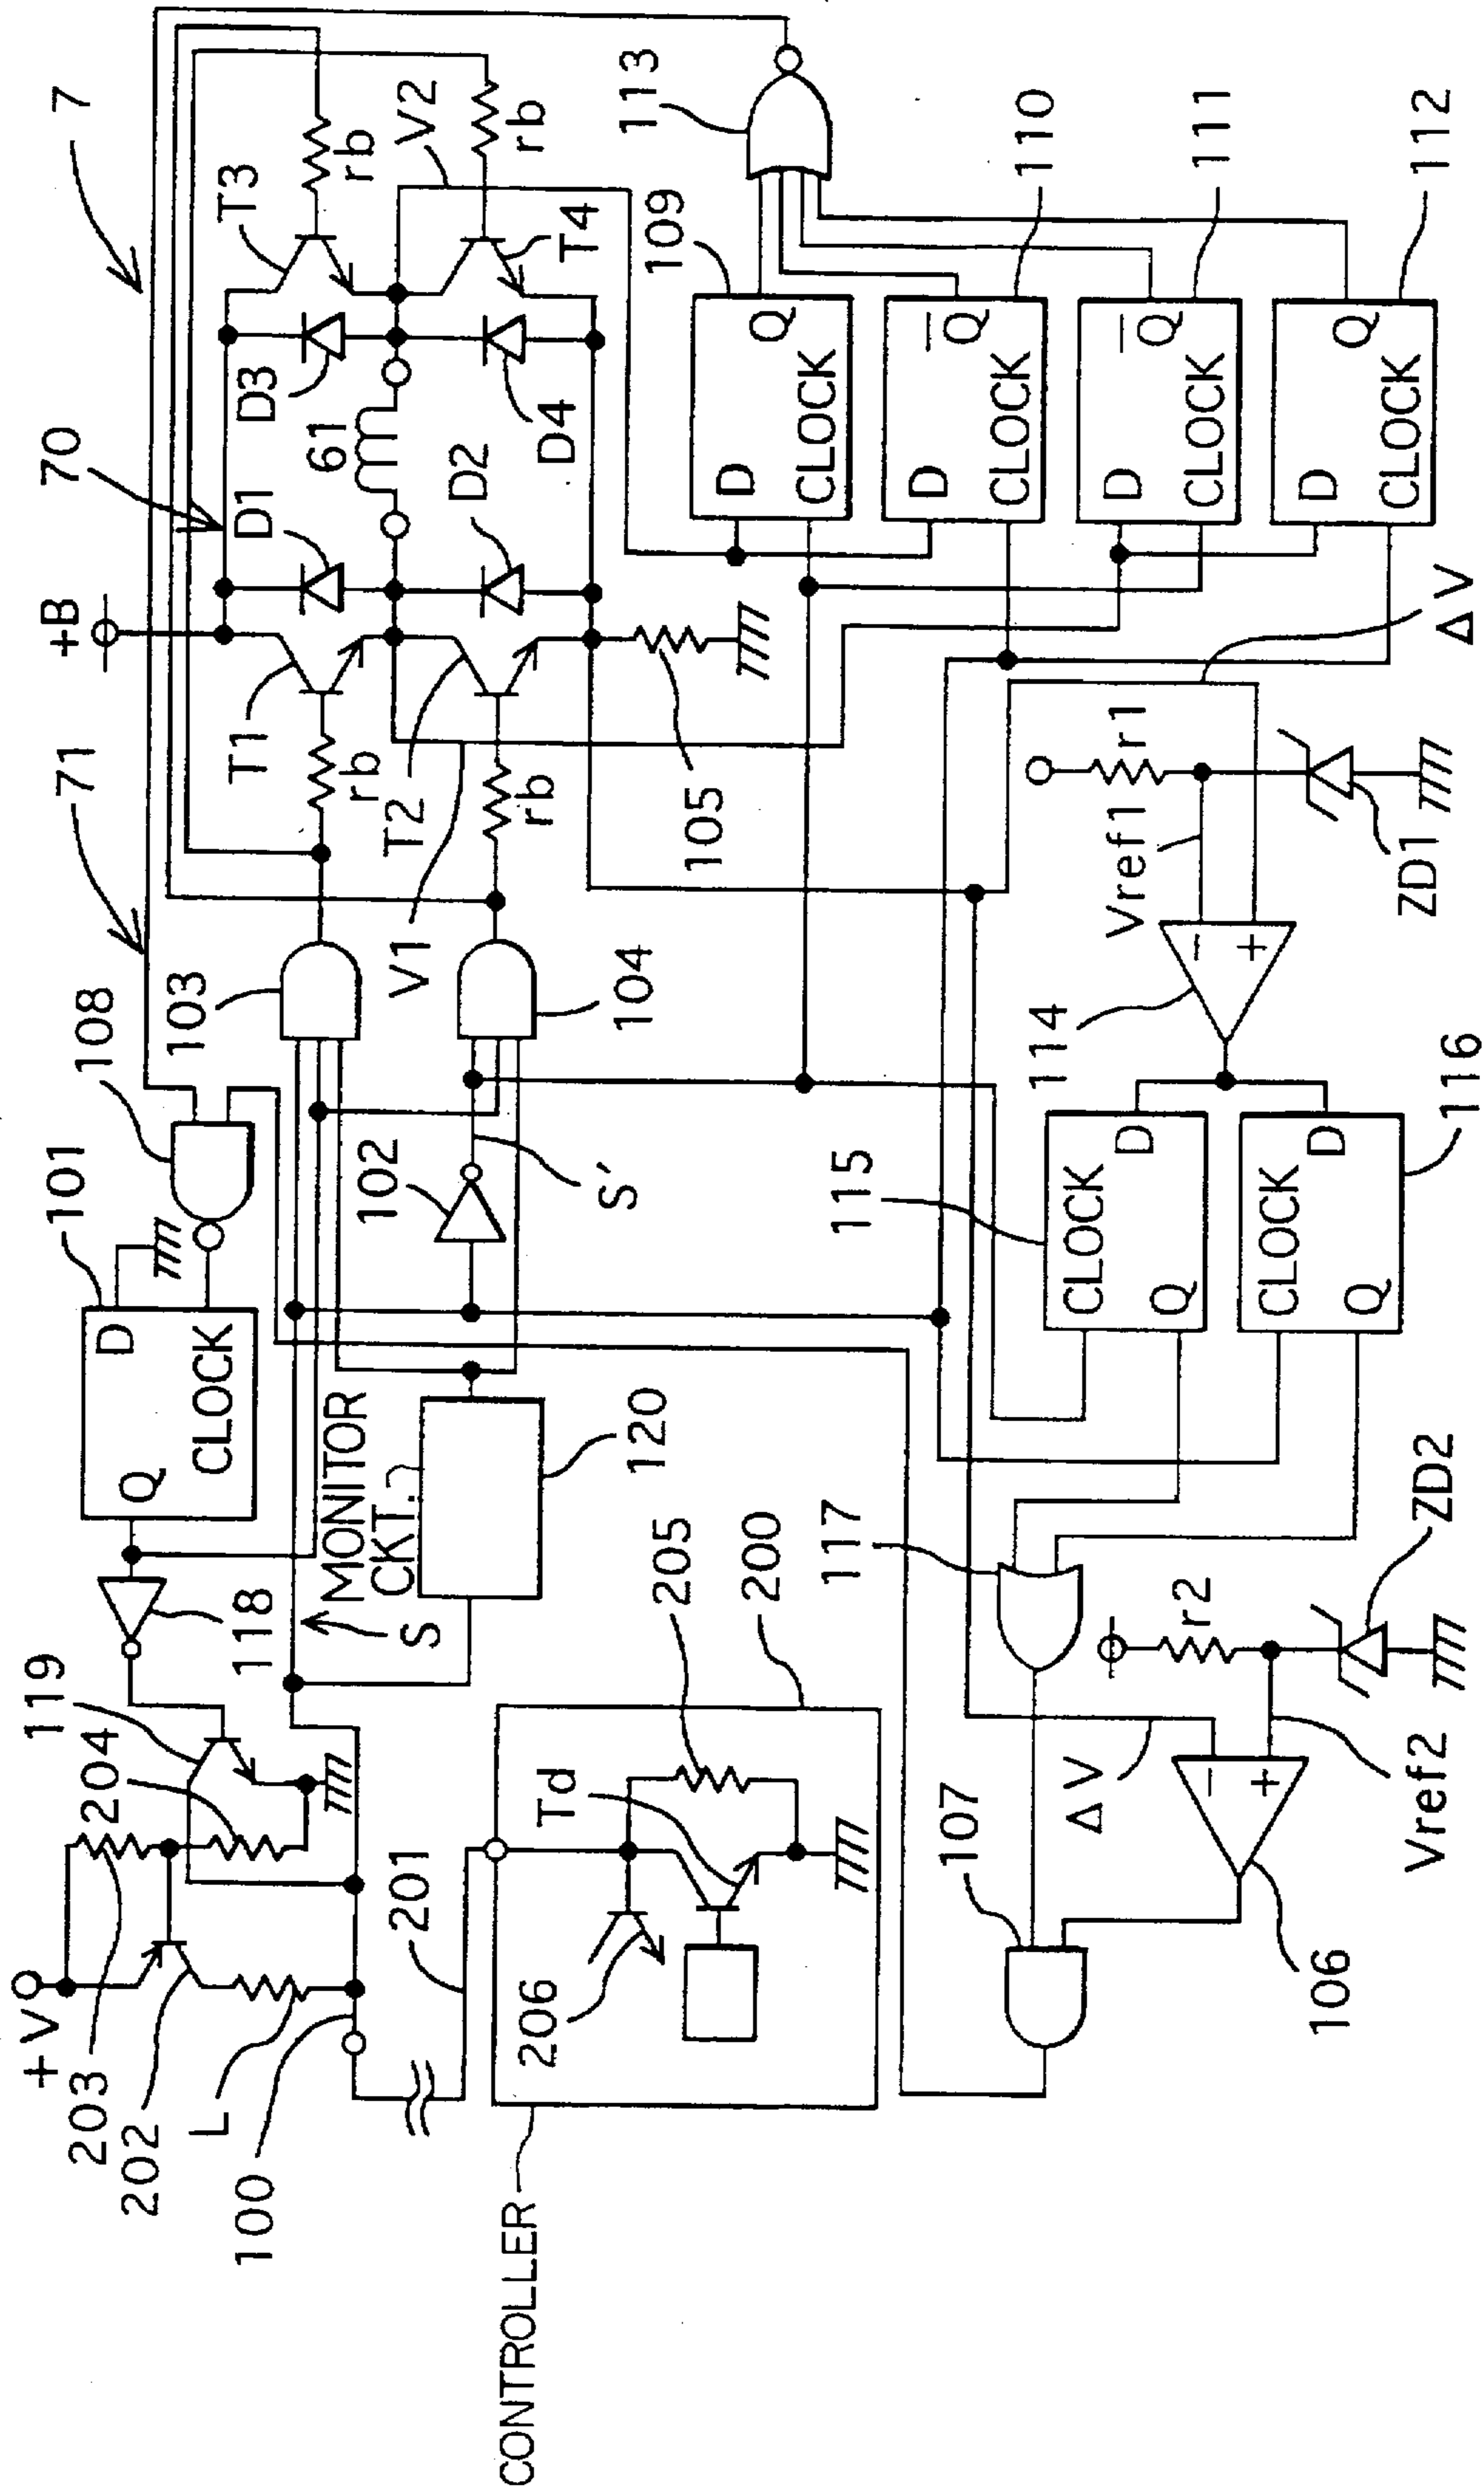 7
70
71
+B
T3
rb
V2
rb
T4
D3
61
D4
D1
D2
T1
rb
T2
rb
V1
105
113
109
Q
D
CLOCK
110
Q
D
CLOCK
111
Q
D
CLOCK
112
Q
D
CLOCK
ΔV
108
103
104
101
D
Q
CLOCK
102
S'
118
MONITOR
CKT.
S
120
119
204
+V
203
202
L
100
201
205
200
Td
206
CONTROLLER
r1
Vref1
ZD1
-
+
114
115
CLOCK
D
Q
116
CLOCK
D
Q
117
r2
ZD2
107
ΔV
Vref2
-
+
106